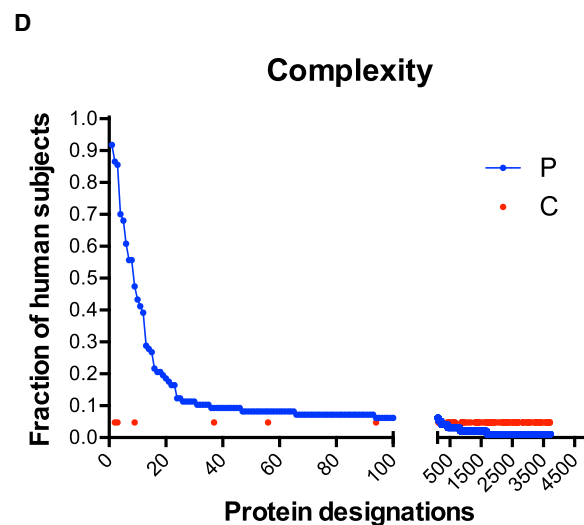 D
Complexity
Fraction of human subjects
1.0
0.9
0.8
0.7
0.6
0.5
0.4
0.3
0.2
0.1
0.0
P
C
0 20 40 60 80 100 500 1500 2500 3500 4500
Protein designations